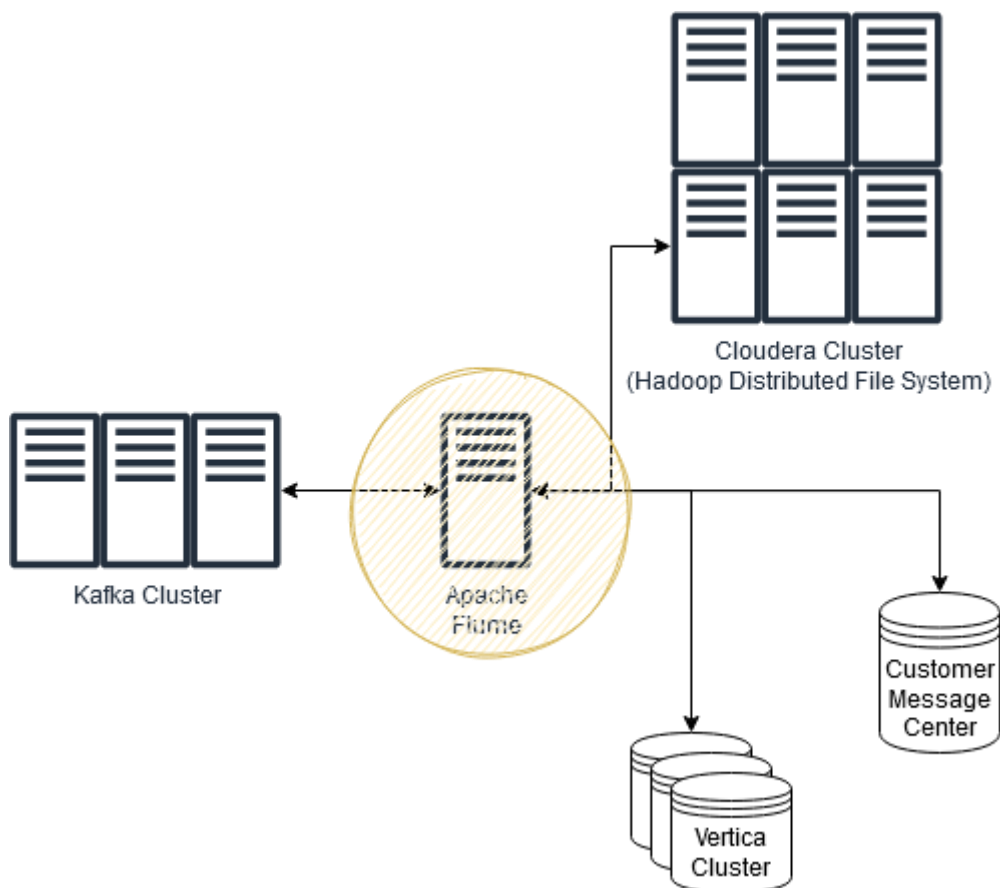 Cloudera Cluster
(Hadoop Distributed File System)
Kafka Cluster
Apache
Flume
Customer
Message
Center
Vertica
Cluster